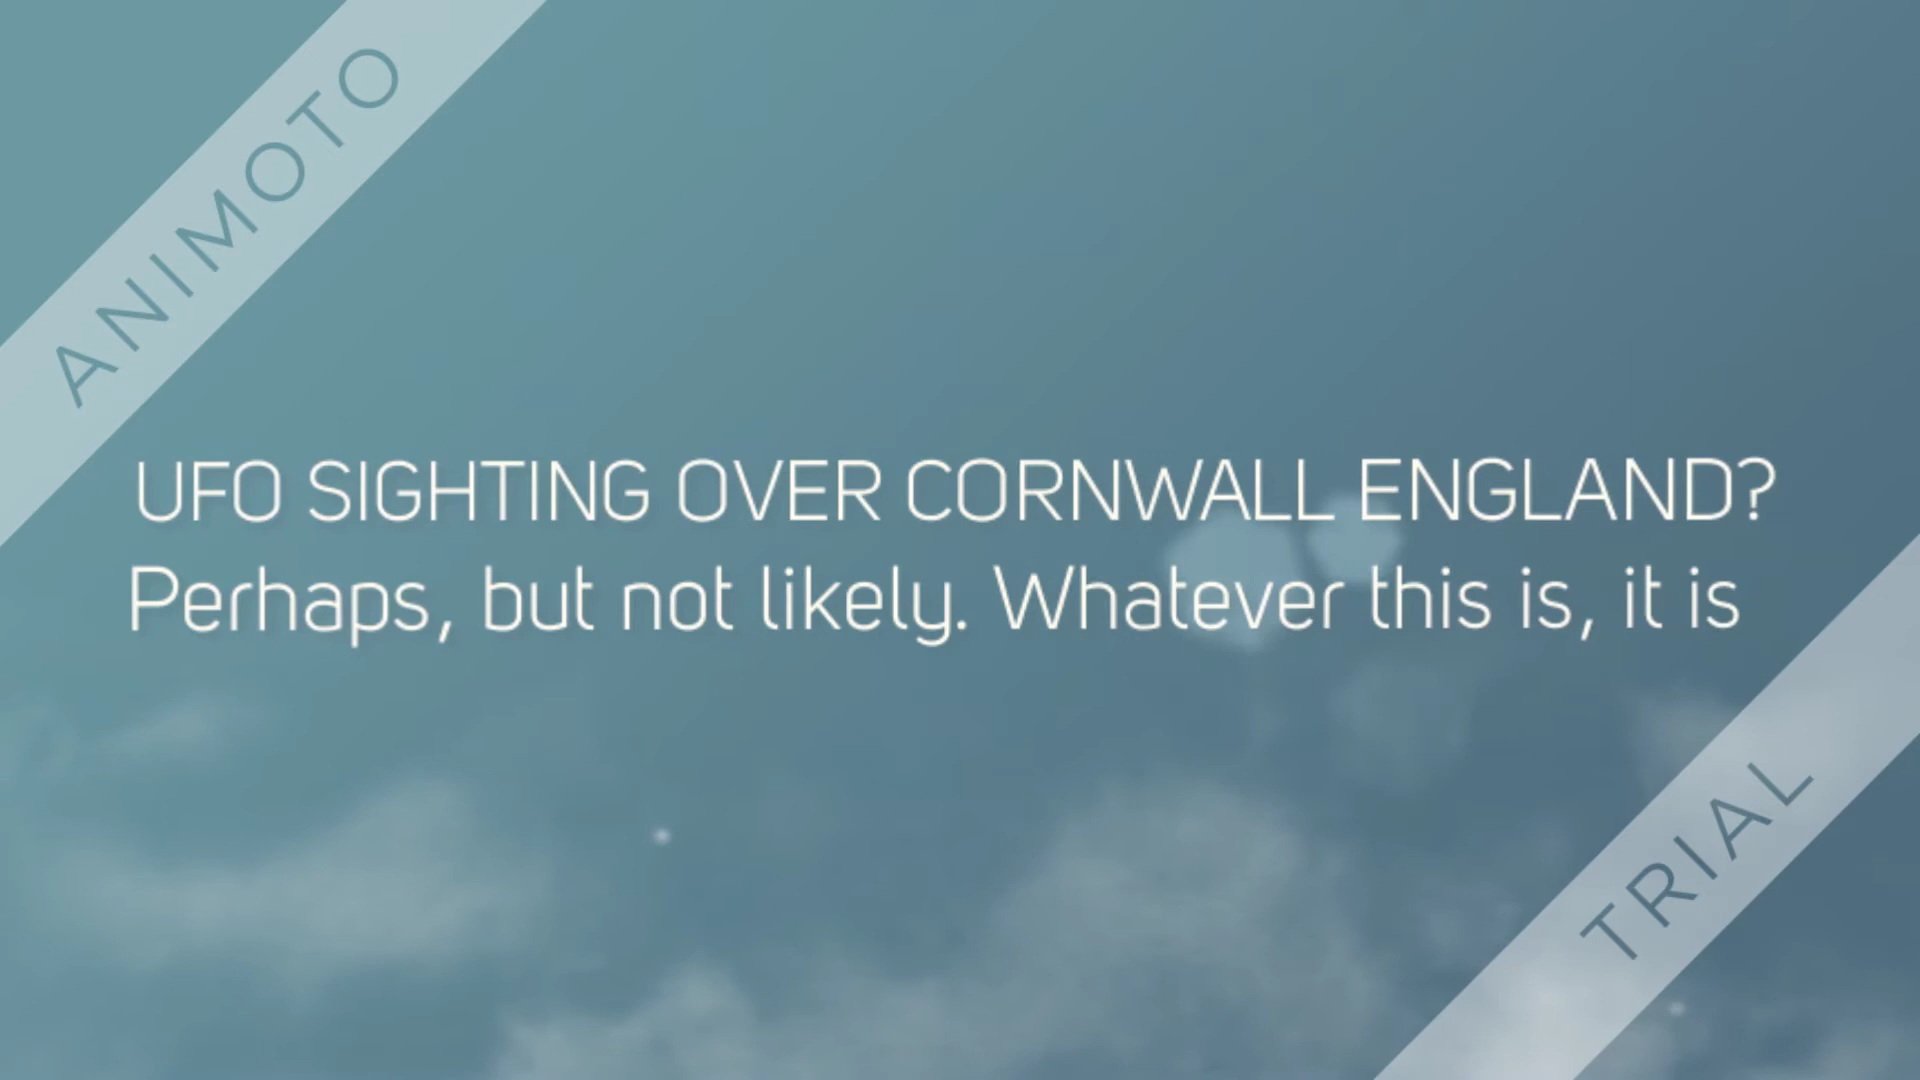 ANIMOTO
UFO SIGHTING OVER CORNWALL ENGLAND?
Perhaps, but not likely. Whatever this is, it is
TRIAL